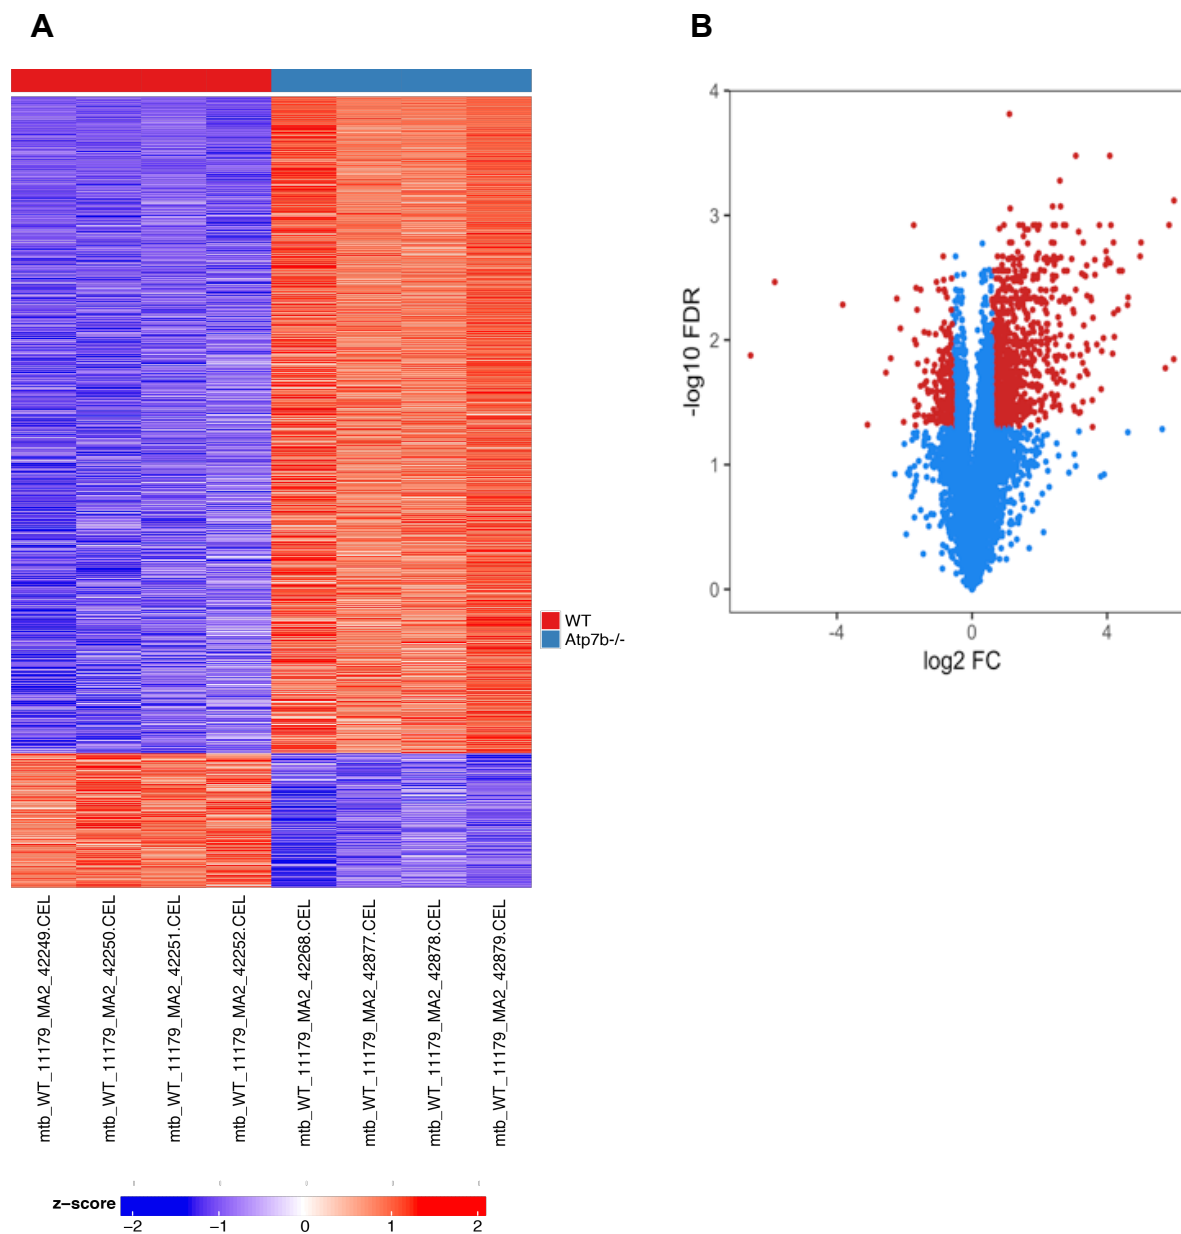 A
B
WT
Atp7b-/-
mtb_WT_11179_MA2_42249.CEL
mtb_WT_11179_MA2_42250.CEL
mtb_WT_11179_MA2_42251.CEL
mtb_WT_11179_MA2_42252.CEL
mtb_WT_11179_MA2_42268.CEL
mtb_WT_11179_MA2_42877.CEL
mtb_WT_11179_MA2_42878.CEL
mtb_WT_11179_MA2_42879.CEL
z-score
−2 −1 0 1 2
-log10 FDR
4
3
2
1
0
-4 0 4
log2 FC